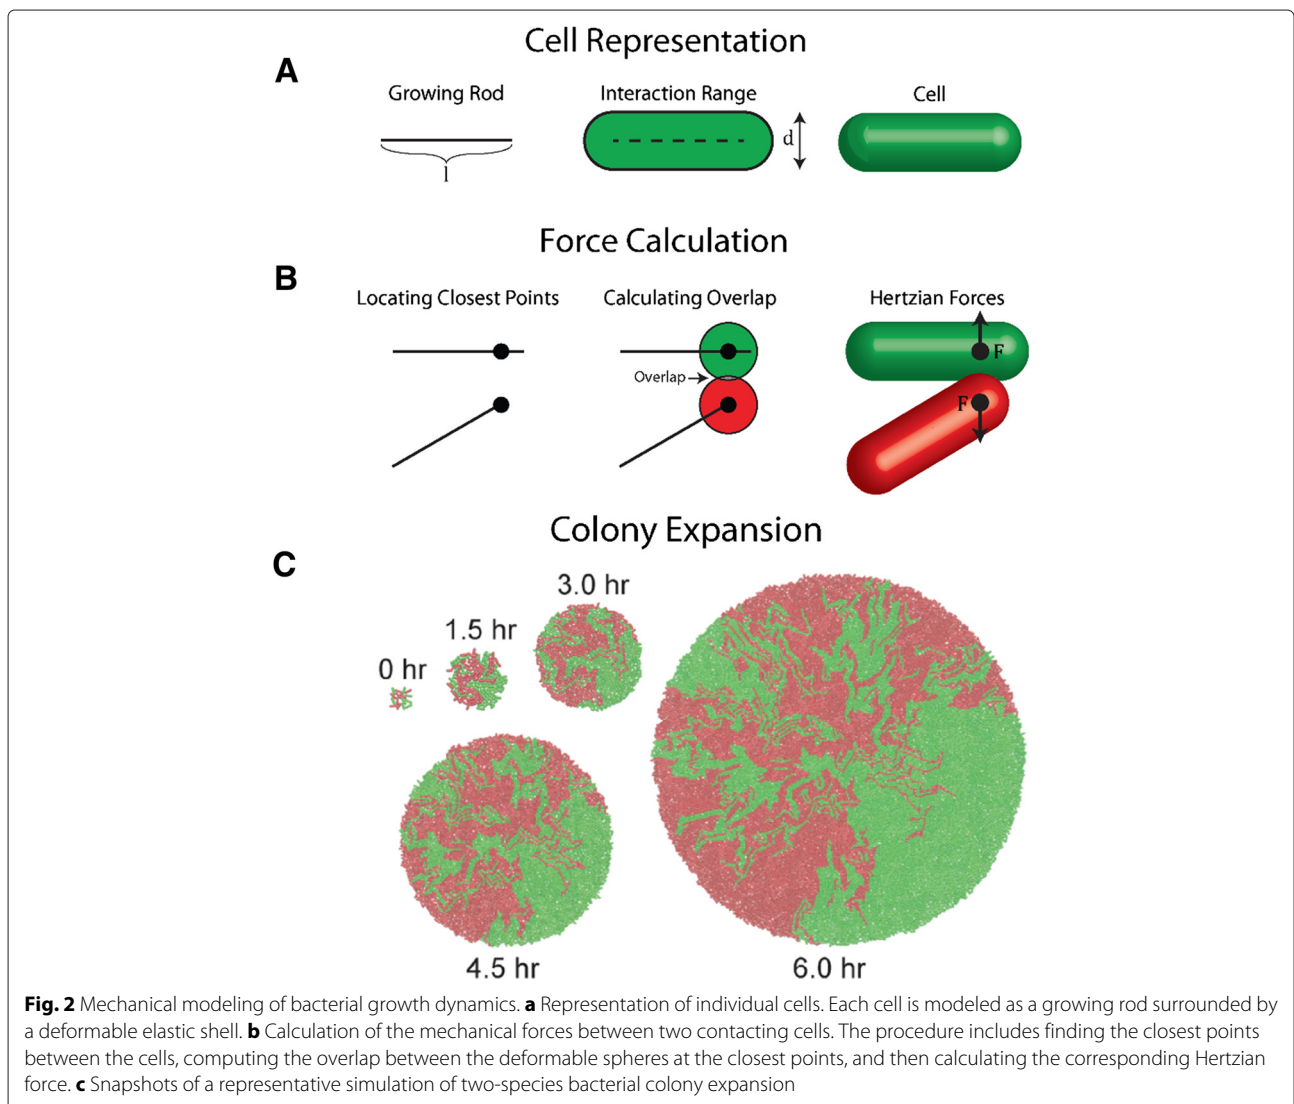 Cell Representation
A
Growing Rod
Interaction Range
Cell
l
d
Force Calculation
B
Locating Closest Points
Calculating Overlap
Hertzian Forces
Overlap
F
F
Colony Expansion
C
0 hr
1.5 hr
3.0 hr
4.5 hr
6.0 hr
Fig. 2 Mechanical modeling of bacterial growth dynamics. a Representation of individual cells. Each cell is modeled as a growing rod surrounded by
a deformable elastic shell. b Calculation of the mechanical forces between two contacting cells. The procedure includes finding the closest points
between the cells, computing the overlap between the deformable spheres at the closest points, and then calculating the corresponding Hertzian
force. c Snapshots of a representative simulation of two-species bacterial colony expansion